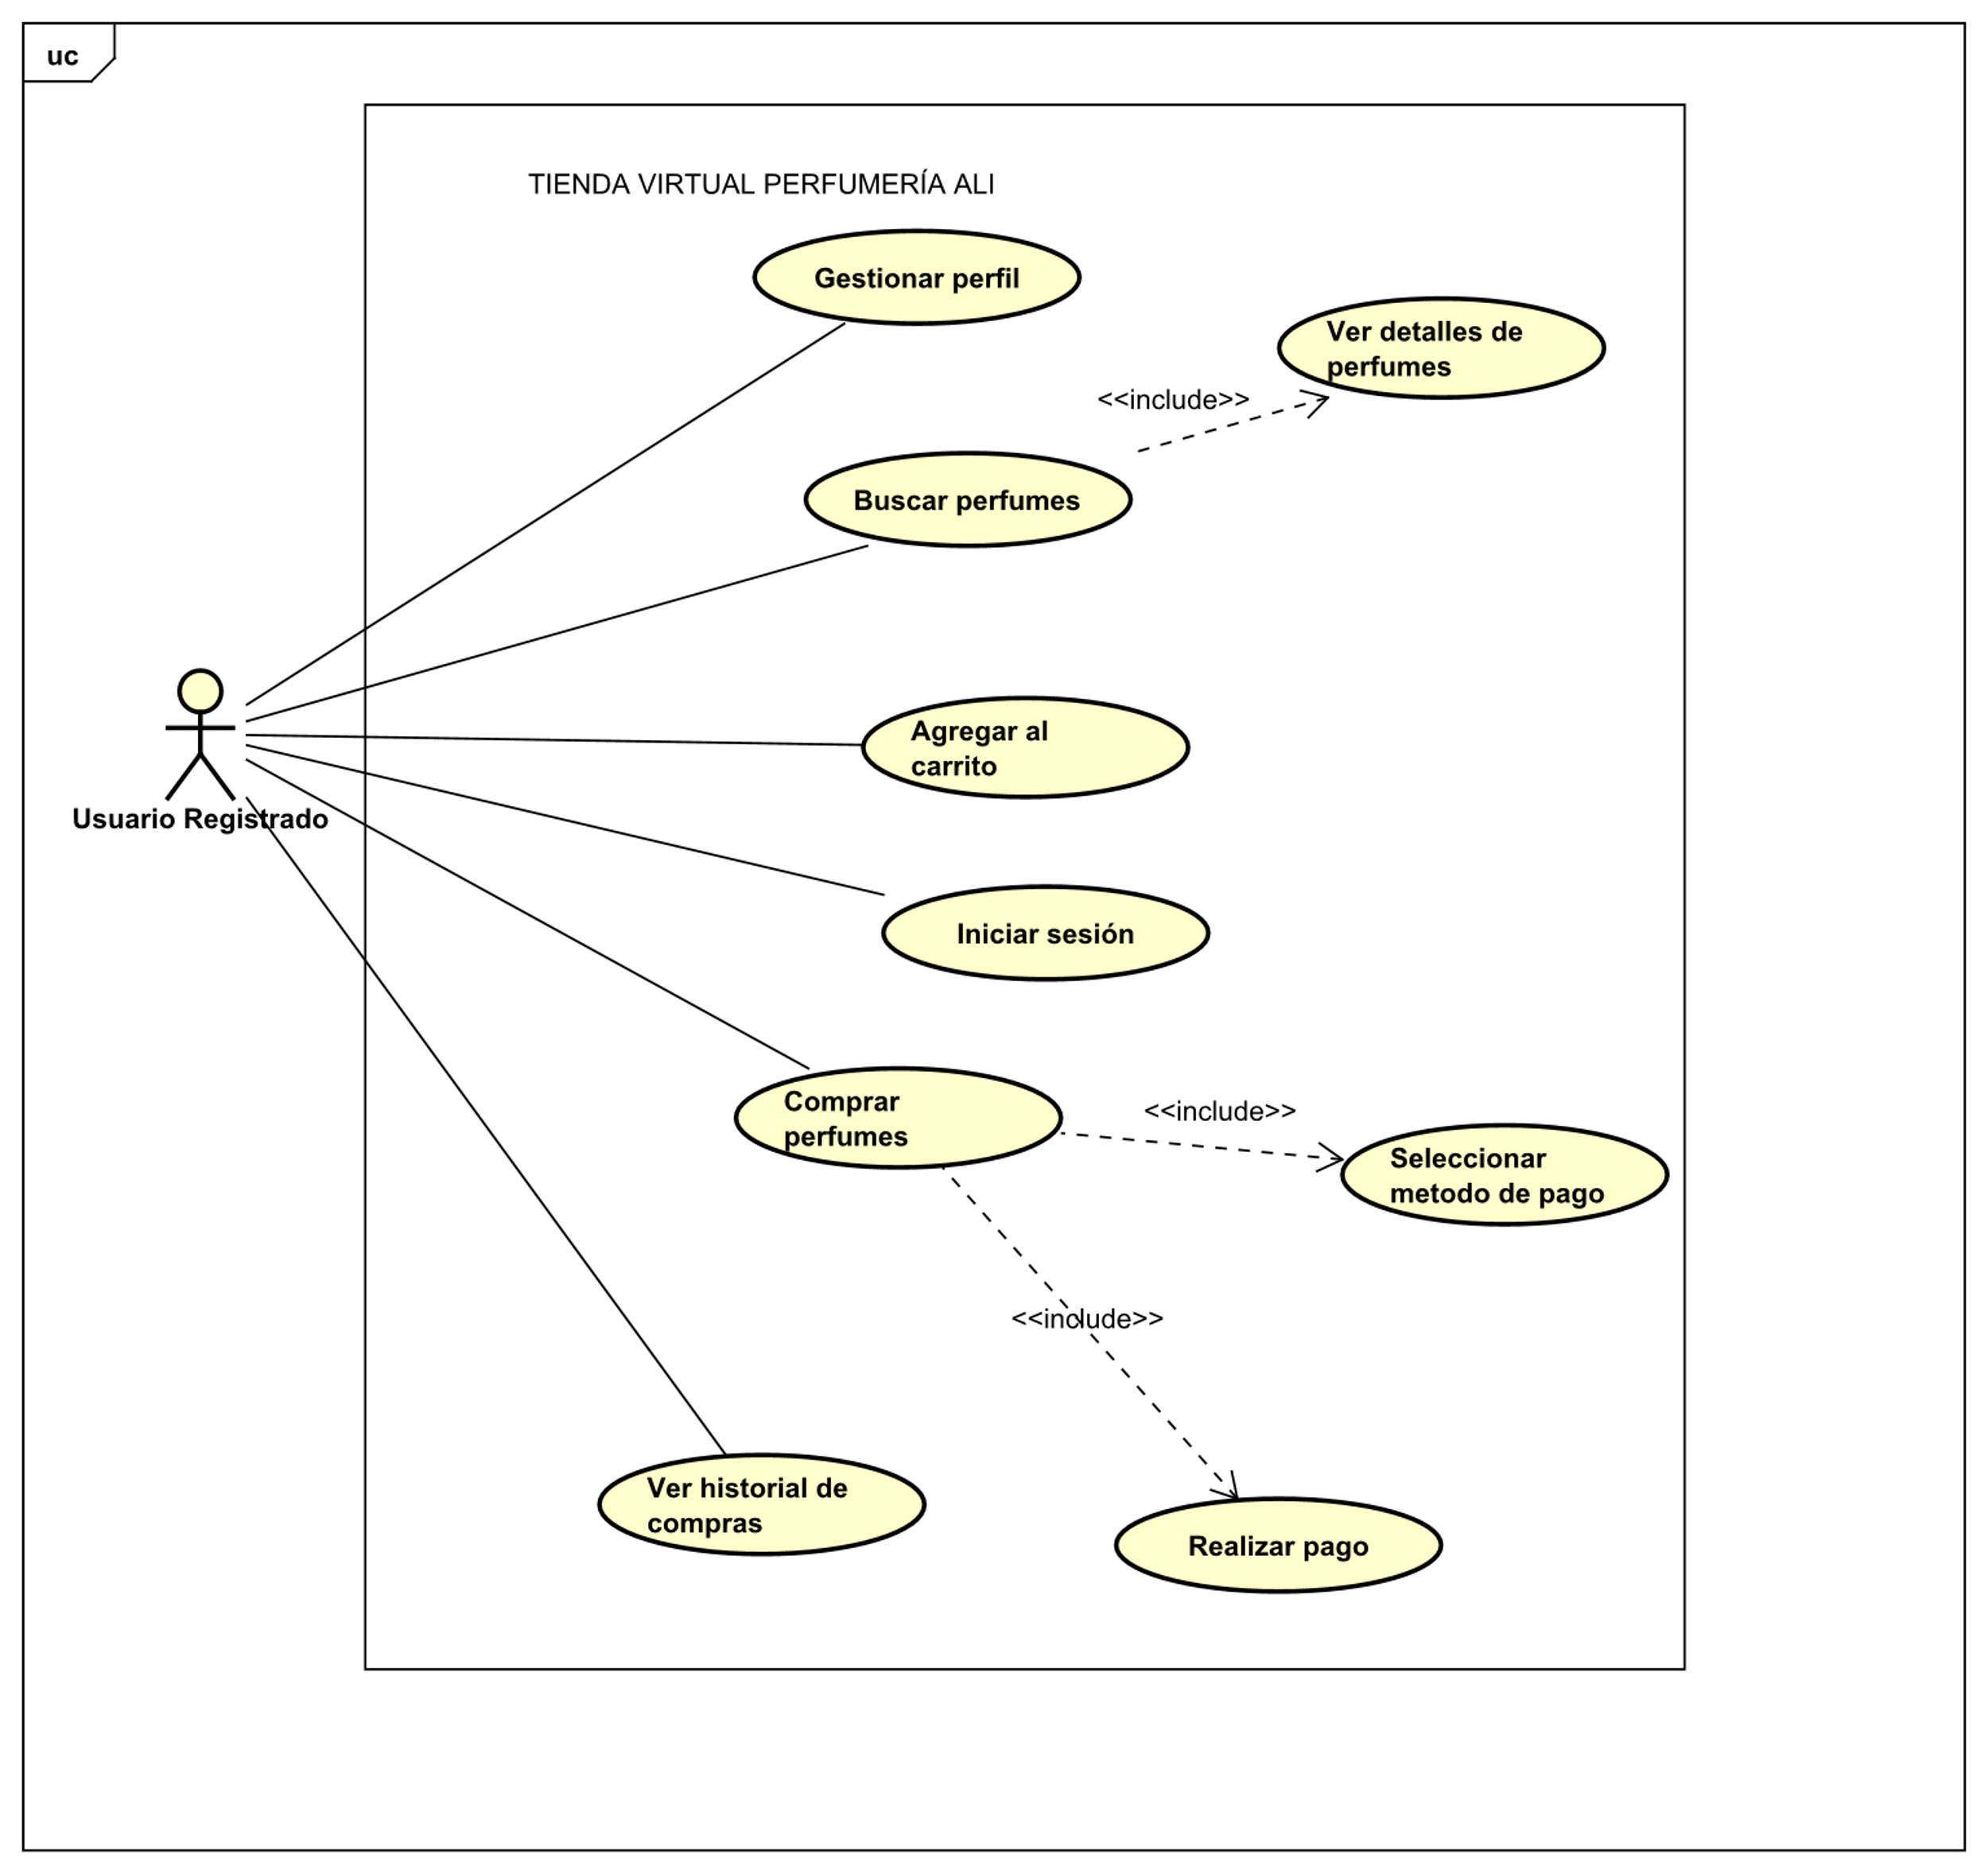 uc
TIENDA VIRTUAL PERFUMERÍA ALI
Gestionar perfil
Ver detalles de
perfumes
<<include>>
Buscar perfumes
Agregar al
carrito
Usuario Registrado
Iniciar sesión
Comprar
perfumes
<<include>>
Seleccionar
metodo de pago
<<include>>
Ver historial de
compras
Realizar pago